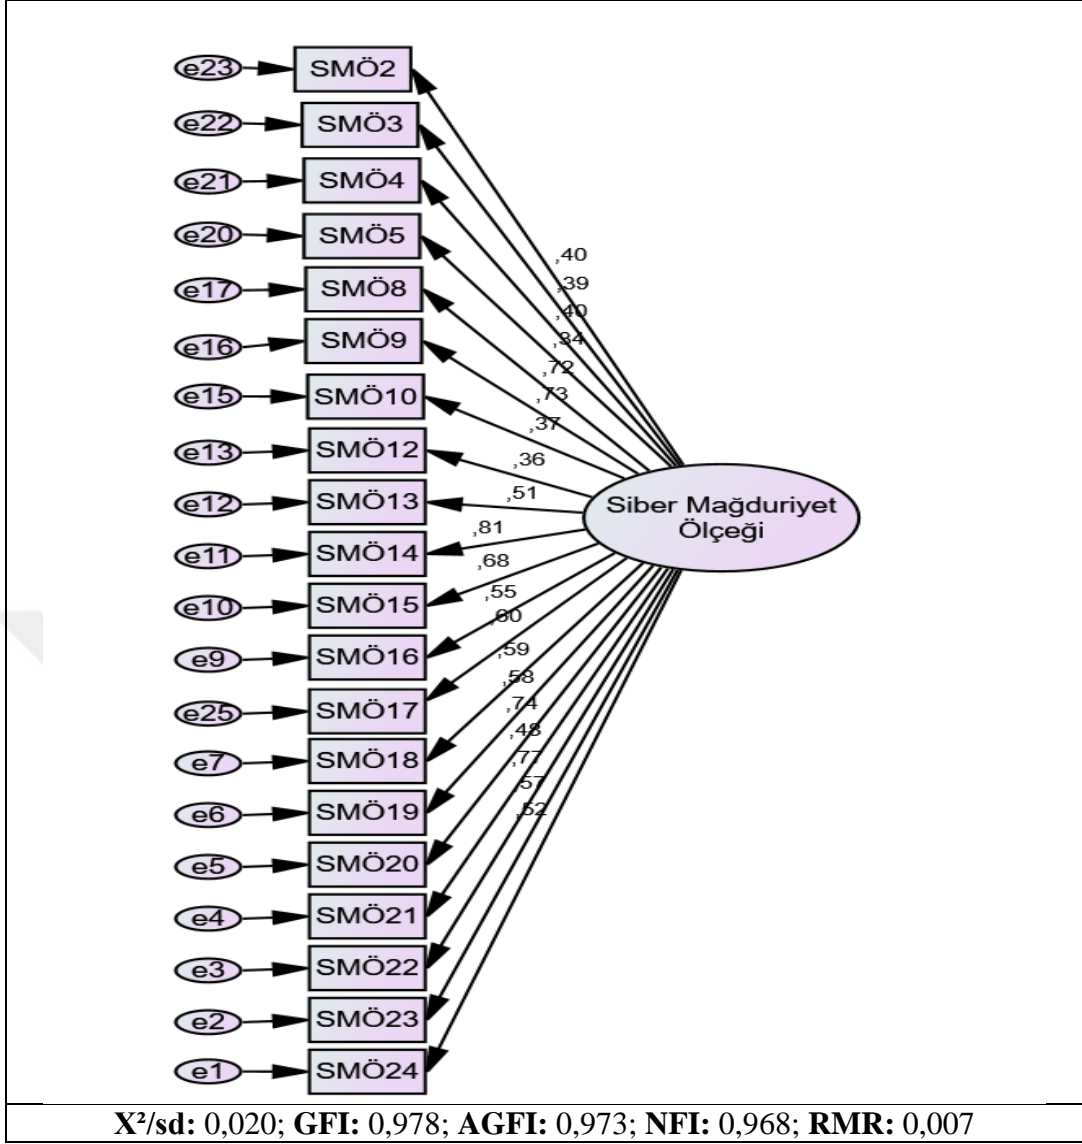 e23 SMÖ2
e22 SMÖ3
e21 SMÖ4
e20 SMÖ5
,40
,39
e17 SMÖ8
,40
,34
e16 SMÖ9
,72
,73
e15 SMÖ10
,37
e13 SMÖ12
,36
e12 SMÖ13
,51
Siber Mağduriyet
Ölçeği
,81
e11 SMÖ14
,68
e10 SMÖ15
,55
,60
e9 SMÖ16
,59
,58
e25 SMÖ17
,74
,48
e7 SMÖ18
,77
,57
e6 SMÖ19
,52
e5 SMÖ20
e4 SMÖ21
e3 SMÖ22
e2 SMÖ23
e1 SMÖ24
X²/sd: 0,020; GFI: 0,978; AGFI: 0,973; NFI: 0,968; RMR: 0,007